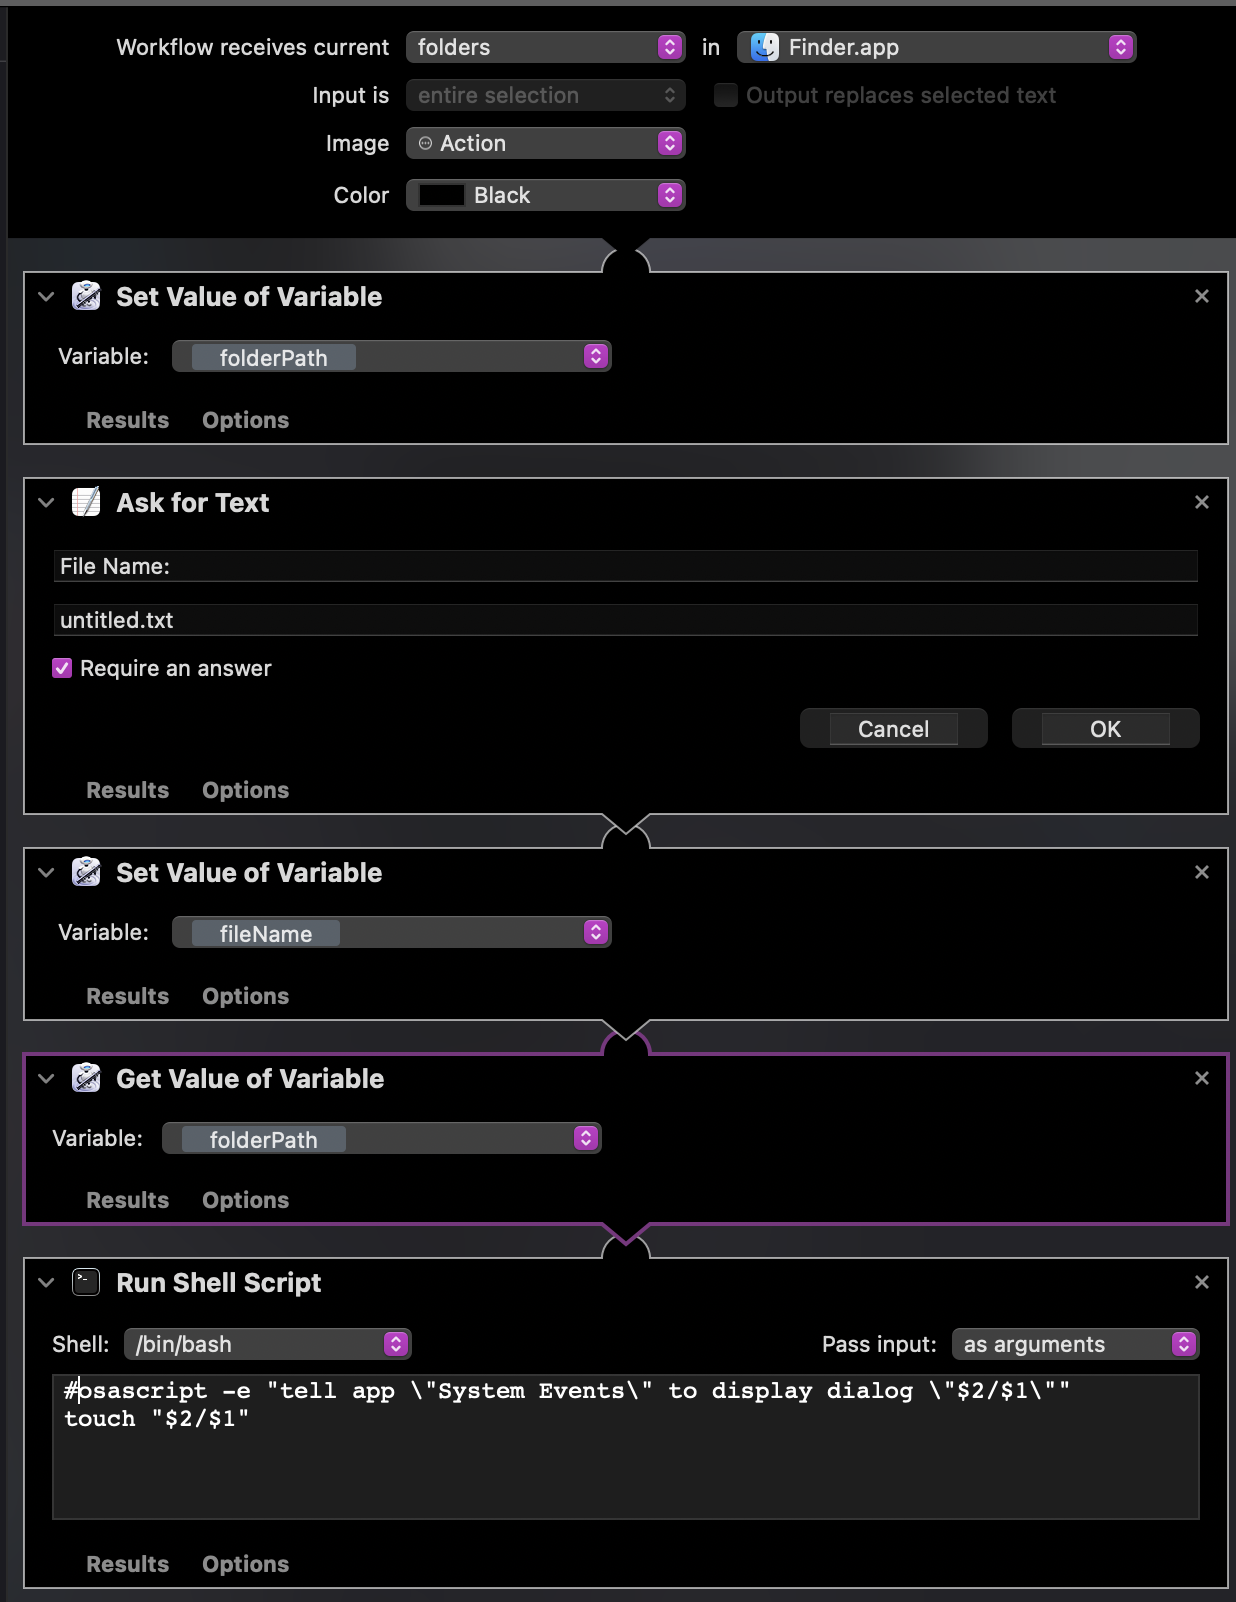 Workflow receives current folders in Finder.app
Input is entire selection Output replaces selected text
Image Action
Color Black
Set Value of Variable
Variable: folderPath
Results Options
Ask for Text
File Name:
untitled.txt
Require an answer
Cancel OK
Results Options
Set Value of Variable
Variable: fileName
Results Options
Get Value of Variable
Variable: folderPath
Results Options
Run Shell Script
Shell: /bin/bash Pass input: as arguments
#osascript -e "tell app \"System Events\" to display dialog \"$2/$1\""
touch "$2/$1"
Results Options